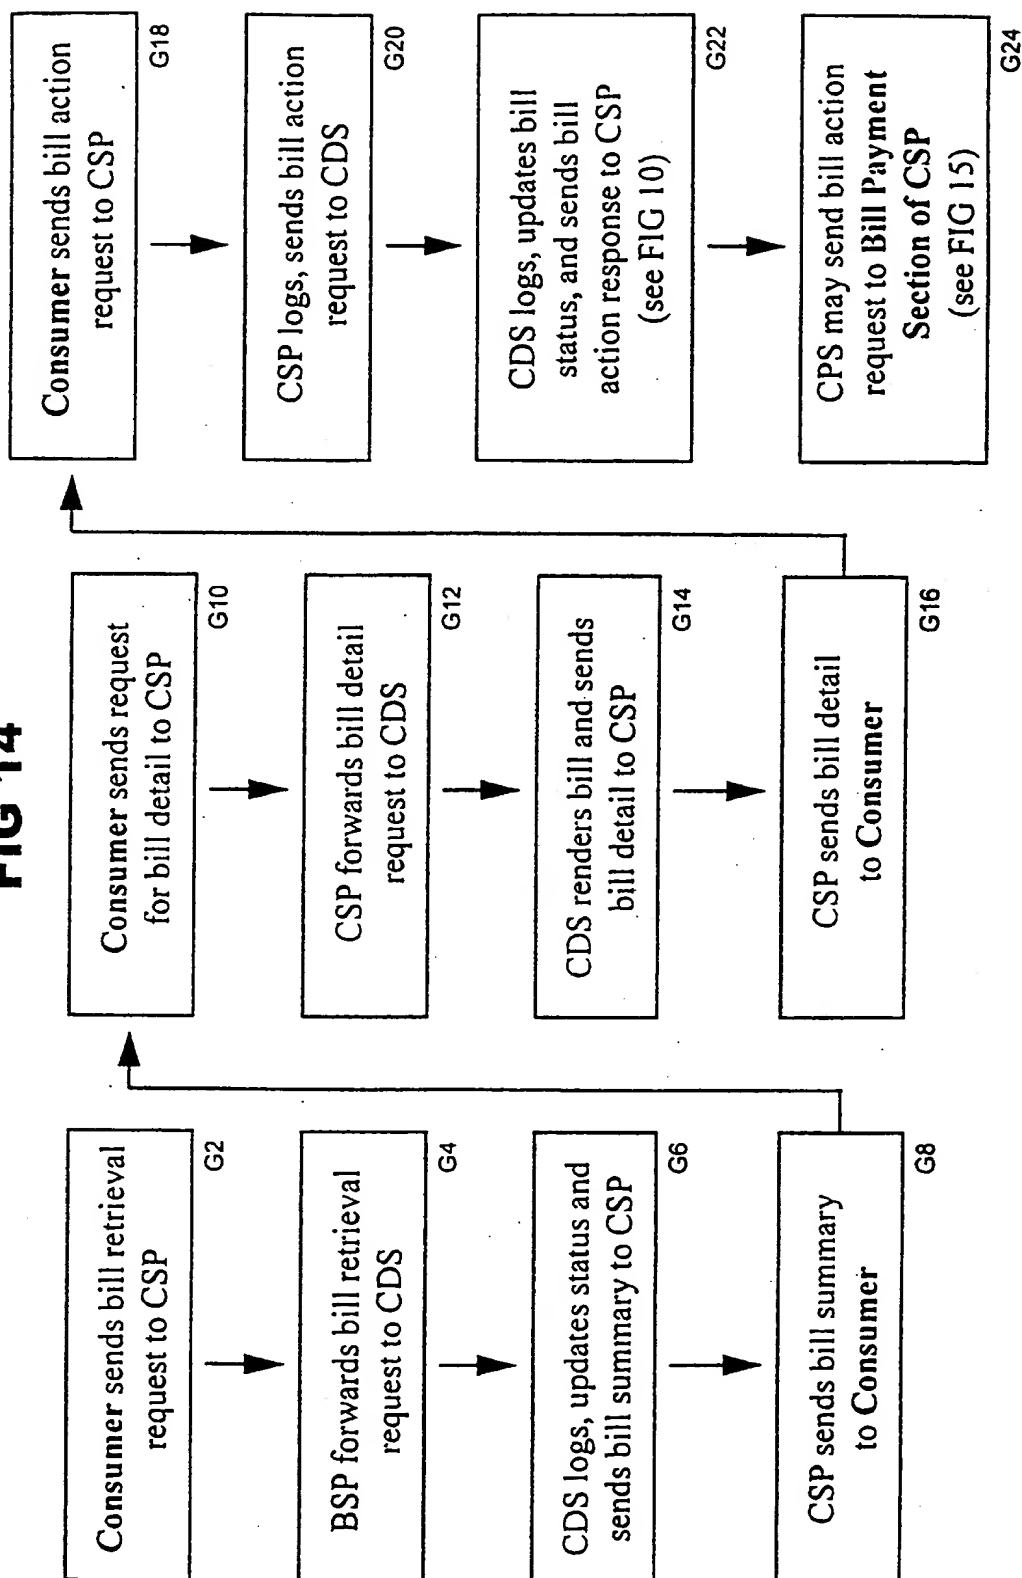 FIG 14
Consumer sends bill retrieval
request to CSP
G2
BSP forwards bill retrieval
request to CDS
G4
CDS logs, updates status and
sends bill summary to CSP
G6
CSP sends bill summary
to Consumer
G8
Consumer sends request
for bill detail to CSP
G10
CSP forwards bill detail
request to CDS
G12
CDS renders bill and sends
bill detail to CSP
G14
CSP sends bill detail
to Consumer
G16
Consumer sends bill action
request to CSP
G18
CSP logs, sends bill action
request to CDS
G20
CDS logs, updates bill
status, and sends bill
action response to CSP
(see FIG 10)
G22
CPS may send bill action
request to Bill Payment
Section of CSP
(see FIG 15)
G24